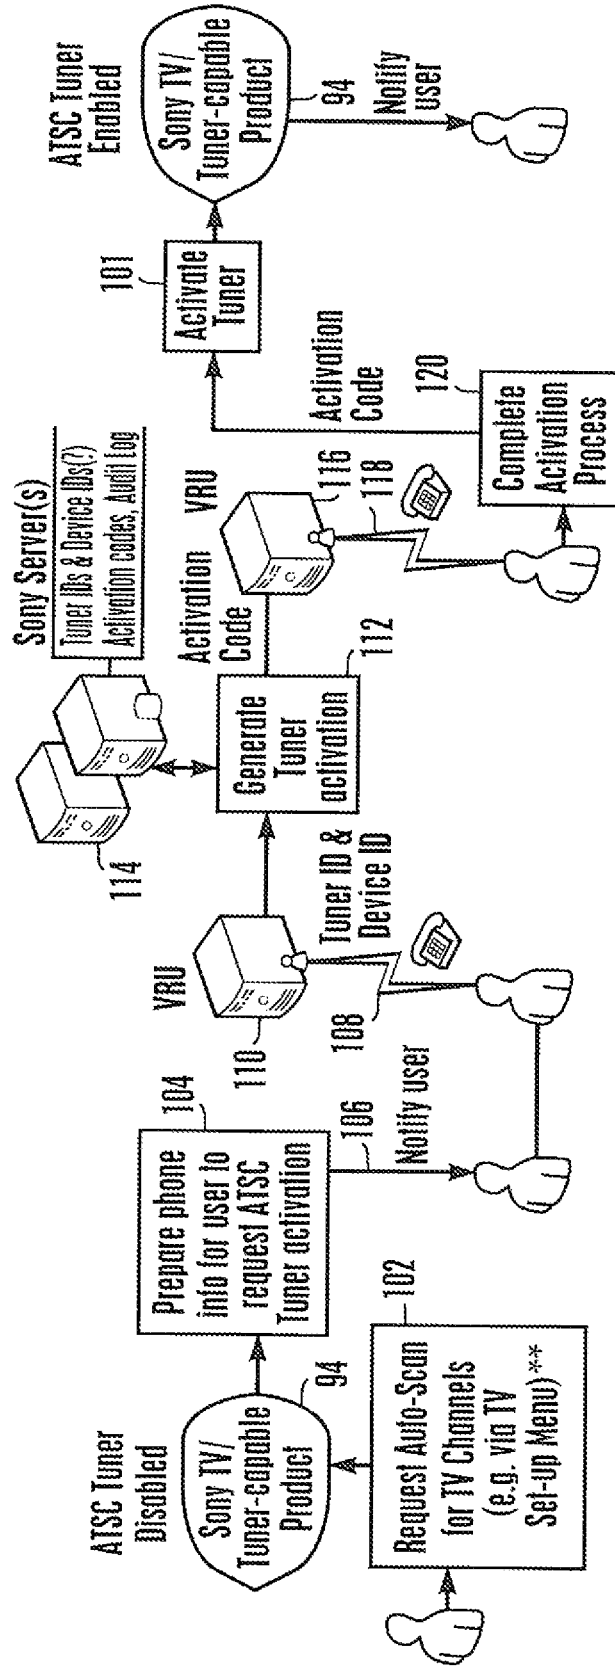 ATSC Tuner
Disabled
Sony TV/
Tuner-capable
Product
94
Request Auto-Scan
for TV Channels
(e.g. via TV
Set-up Menu)**
102
Prepare phone
info for user to
request ATSC
Tuner activation
104
106
Notify user
VRU
110
108
Tuner ID &
Device ID
114
Sony Server(s)
Tuner IDs & Device IDs(?)
Activation codes, Audit Log
Generate
Tuner
activation
112
Activation
Code
VRU
116
118
Complete
Activation
Process
120
Activation
Code
Activate
Tuner
101
ATSC Tuner
Enabled
Sony TV/
Tuner-capable
Product
94
Notify
user